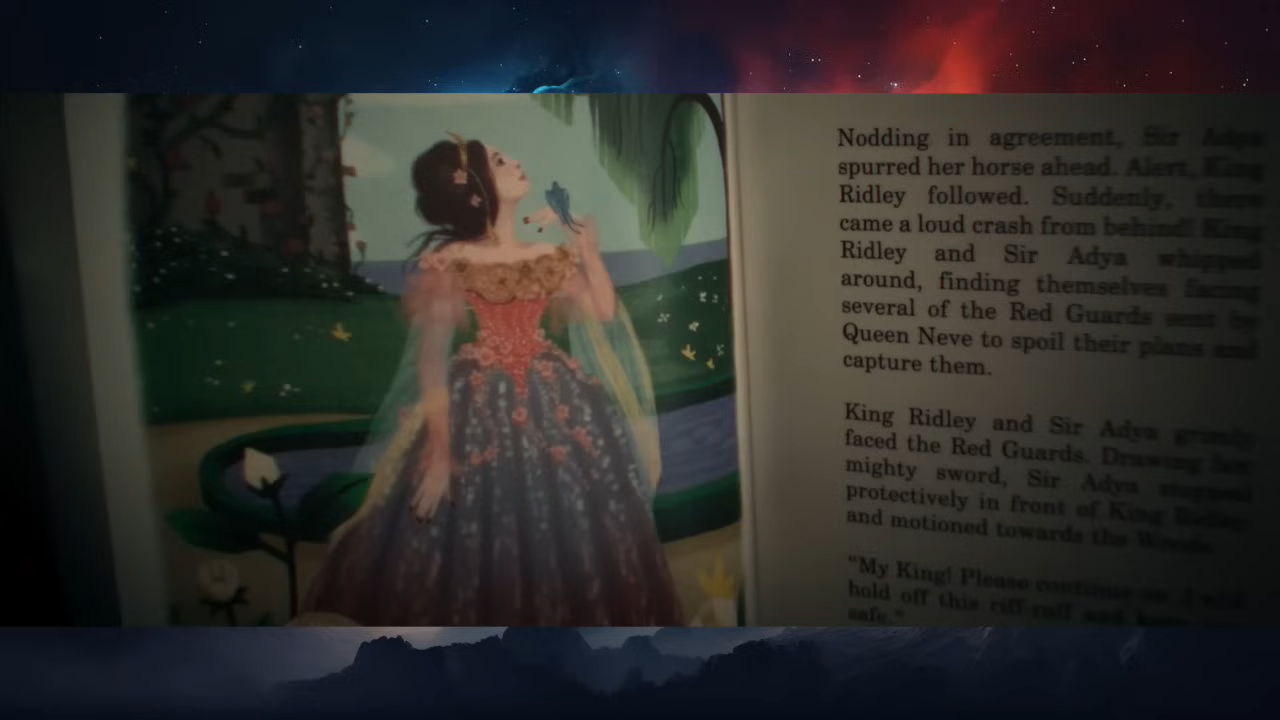 Nodding in agreement, Sir Adya
spurred her horse ahead. Alert, King
Ridley followed. Suddenly, there
came a loud crash from behind! King
Ridley and Sir Adya whipped
around, finding themselves facing
several of the Red Guards sent by
Queen Neve to spoil their plans and
capture them.
King Ridley and Sir Adya grimly
faced the Red Guards. Drawing her
mighty sword, Sir Adya stepped
protectively in front of King Ridley
and motioned towards the Woods.
"My King! Please continue on. I will
hold off this riff-raff and keep you
safe."